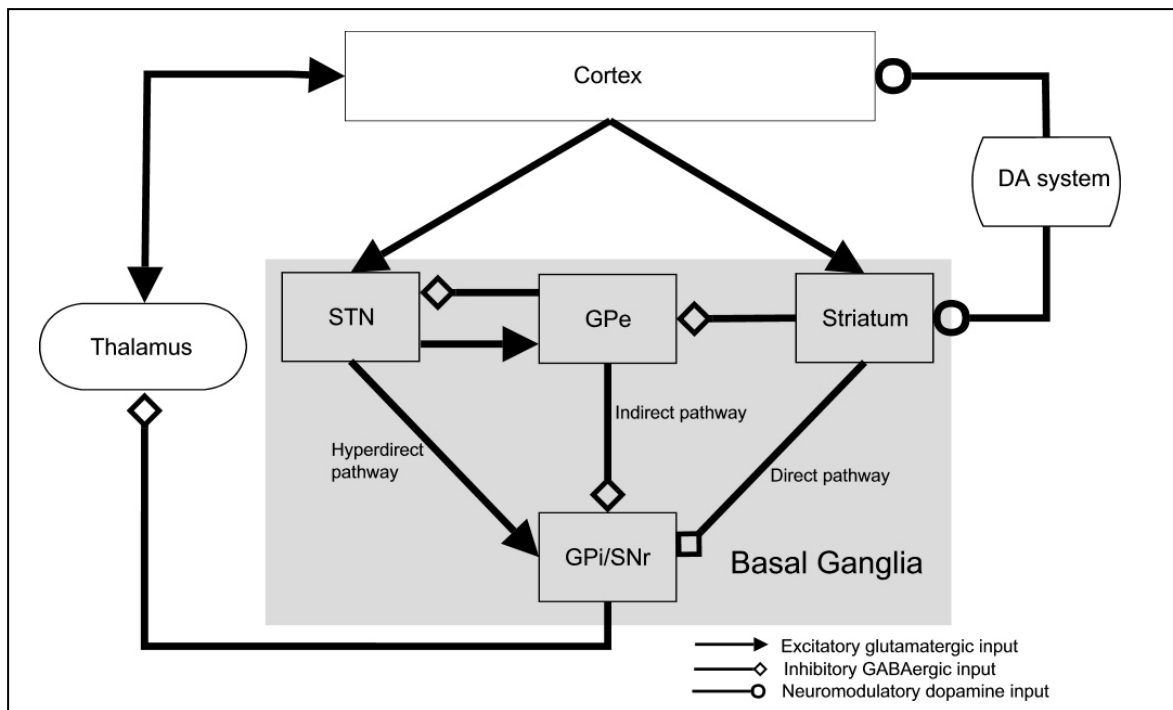 Cortex
DA system
STN
GPe
Striatum
Thalamus
Indirect pathway
Hyperdirect
pathway
Direct pathway
GPi/SNr
Basal Ganglia
Excitatory glutamatergic input
Inhibitory GABAergic input
Neuromodulatory dopamine input